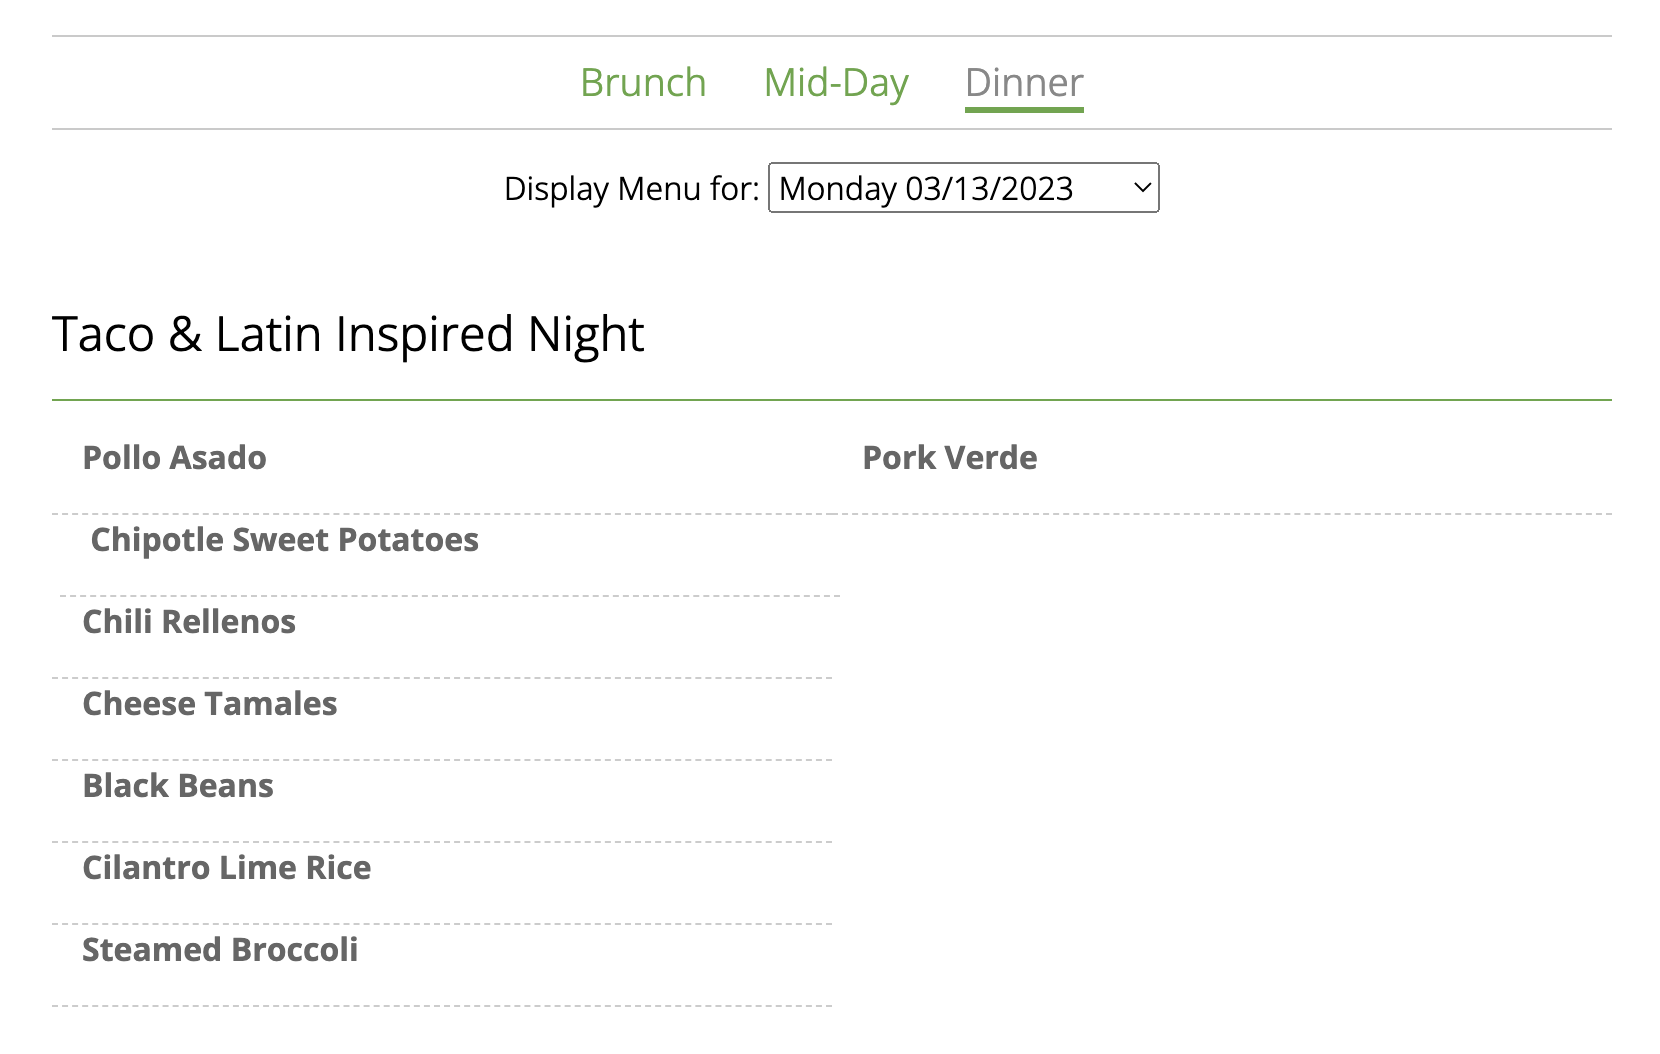 Brunch Mid-Day Dinner
Display Menu for: Monday 03/13/2023
Taco & Latin Inspired Night
Pollo Asado
Pork Verde
Chipotle Sweet Potatoes
Chili Rellenos
Cheese Tamales
Black Beans
Cilantro Lime Rice
Steamed Broccoli